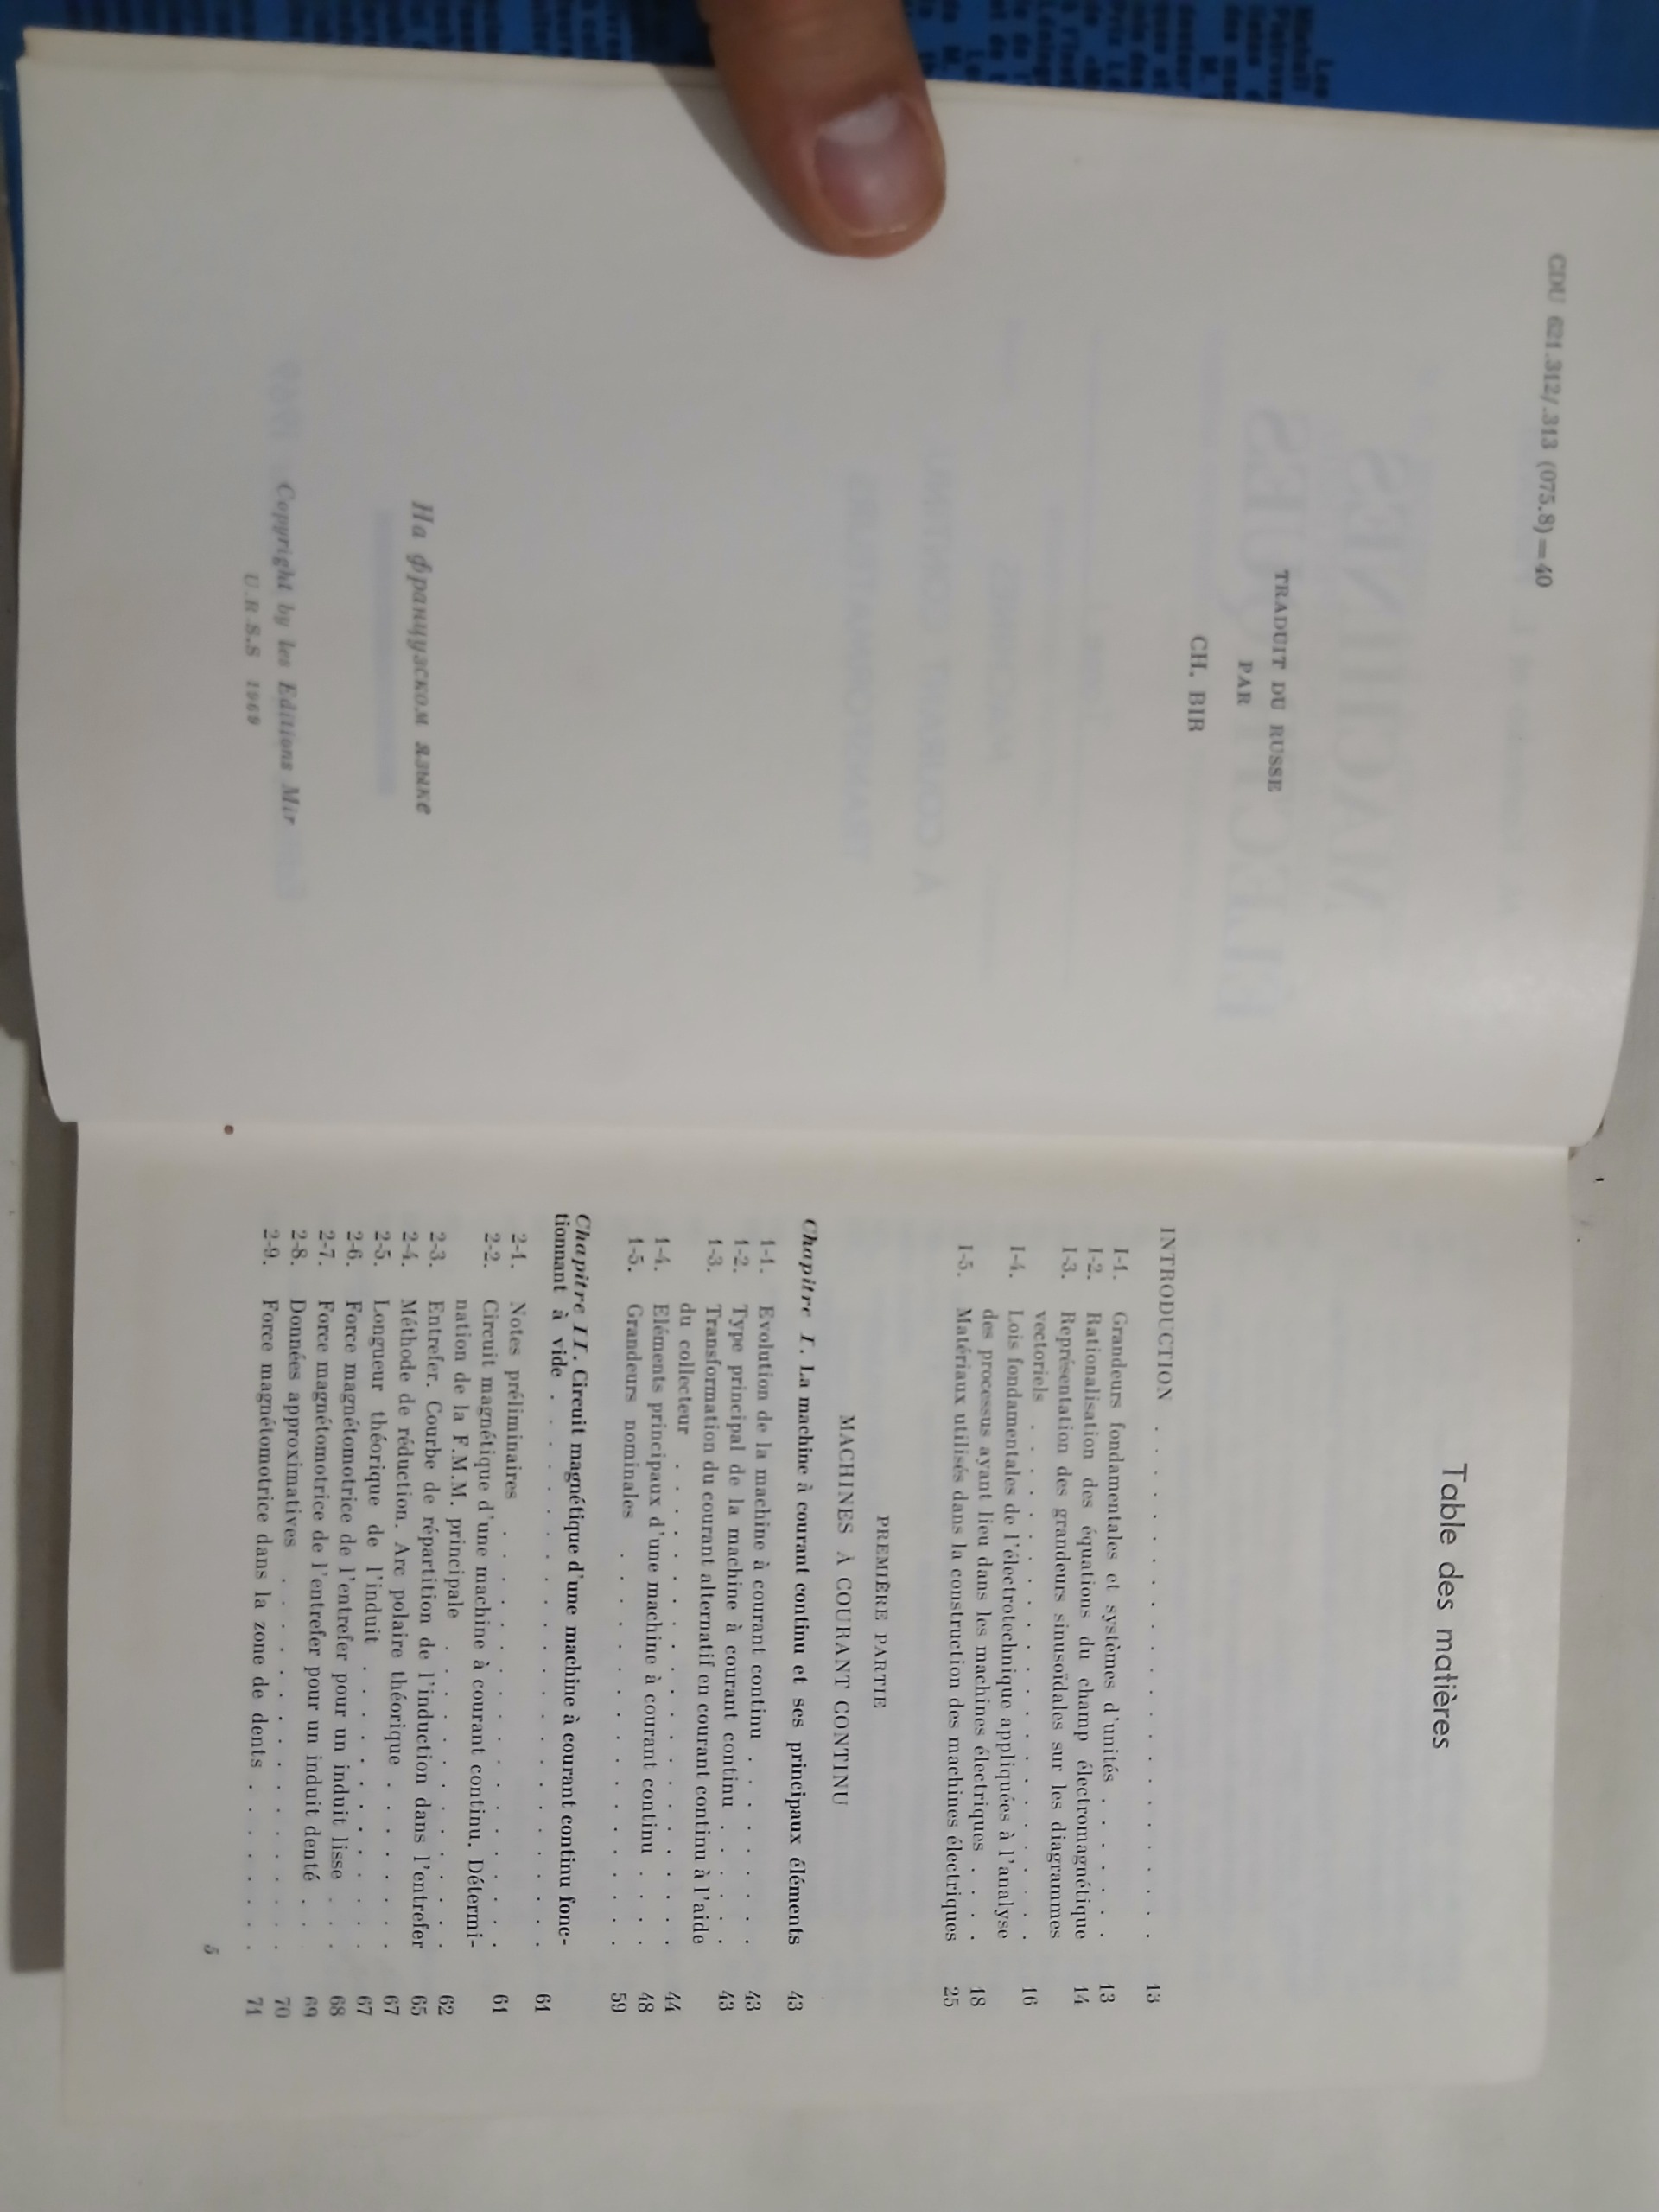 CDU 621.312/.313 (075.8)=40
TRADUIT DU RUSSE
PAR
CH. BIR
На французском языке
Copyright by les Editions Mir
U.R.S.S 1969
Table des matières
INTRODUCTION . . . . . . . . . . . . . . . . . . 13
I-1. Grandeurs fondamentales et systèmes d'unités . . . . . . 13
I-2. Rationalisation des équations du champ électromagnétique 14
I-3. Représentation des grandeurs sinusoïdales sur les diagrammes
vectoriels . . . . . . . . . . . . . . . . . . 16
I-4. Lois fondamentales de l'électrotechnique appliquées à l'analyse
des processus ayant lieu dans les machines électriques . . . . 18
I-5. Matériaux utilisés dans la construction des machines électriques 25
PREMIÈRE PARTIE
MACHINES À COURANT CONTINU
Chapitre I. La machine à courant continu et ses principaux éléments 43
1-1. Evolution de la machine à courant continu . . . . . . . 43
1-2. Type principal de la machine à courant continu . . . . . 43
1-3. Transformation du courant alternatif en courant continu à l'aide
du collecteur . . . . . . . . . . . . . . . . . 44
1-4. Eléments principaux d'une machine à courant continu . . . . 48
1-5. Grandeurs nominales . . . . . . . . . . . . . . 59
Chapitre II. Circuit magnétique d'une machine à courant continu fonc-
tionnant à vide . . . . . . . . . . . . . . . . . . 61
2-1. Notes préliminaires . . . . . . . . . . . . . . . 61
2-2. Circuit magnétique d'une machine à courant continu. Détermi-
nation de la F.M.M. principale . . . . . . . . . . . 62
2-3. Entrefer. Courbe de répartition de l'induction dans l'entrefer 65
2-4. Méthode de réduction. Arc polaire théorique . . . . . . 67
2-5. Longueur théorique de l'induit . . . . . . . . . . . 67
2-6. Force magnétomotrice de l'entrefer pour un induit lisse . . . 68
2-7. Force magnétomotrice de l'entrefer pour un induit denté . . . 69
2-8. Données approximatives . . . . . . . . . . . . . 70
2-9. Force magnétomotrice dans la zone de dents . . . . . . . 71
5